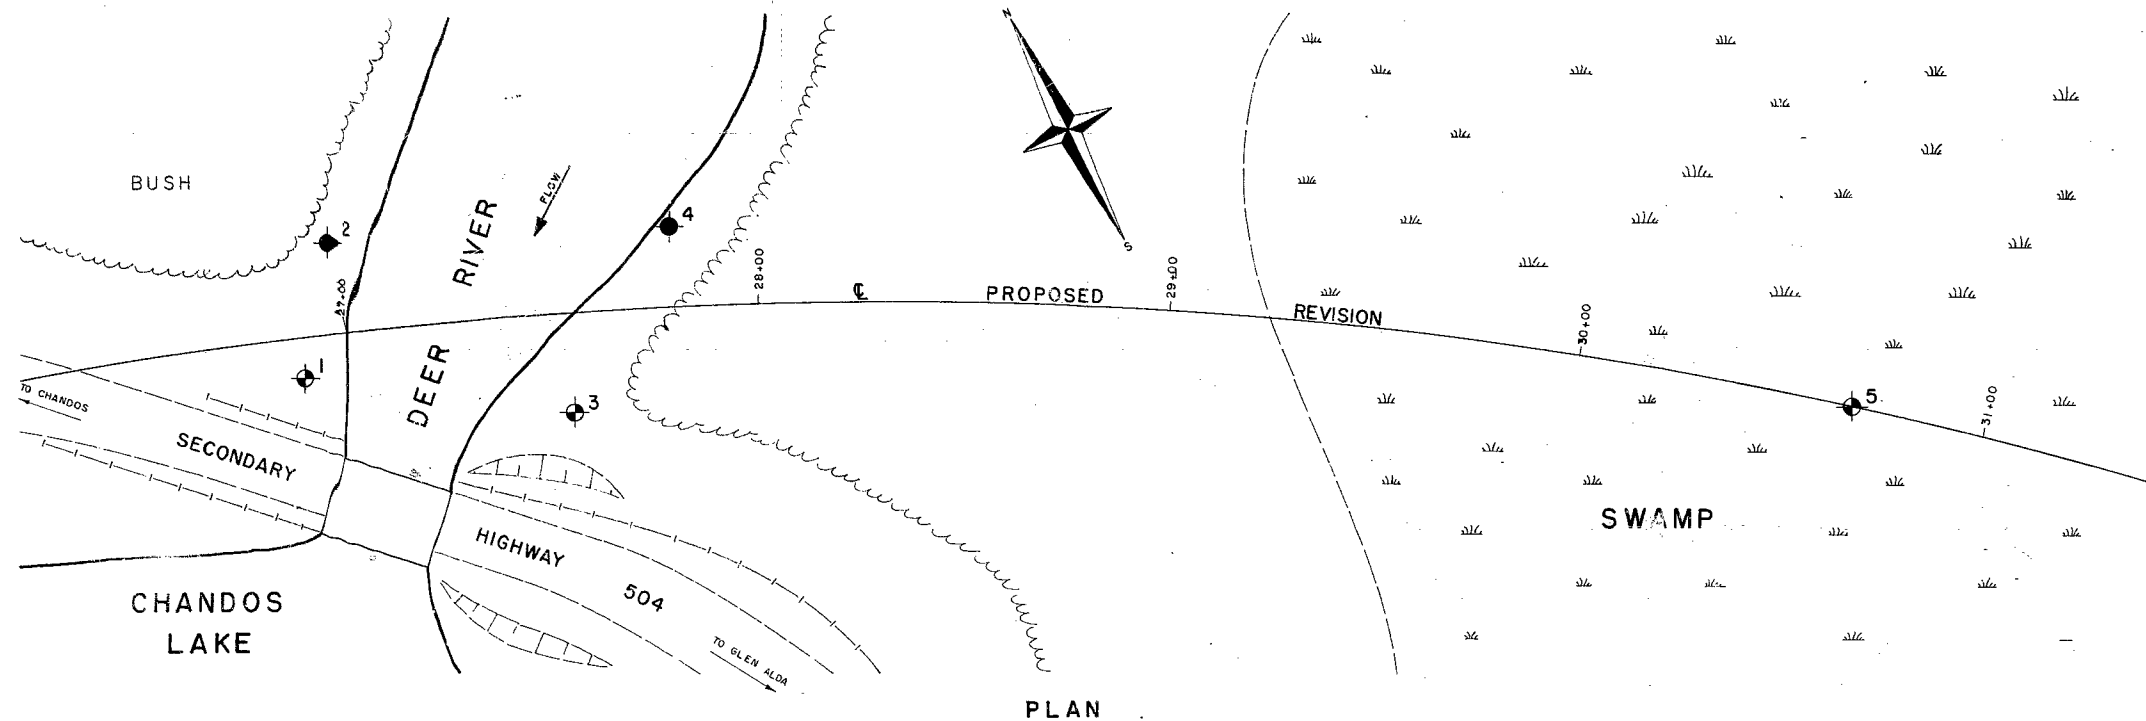 N
BUSH
FLOW
2
4
RIVER
S
28+00
29+00
27+00
℄
PROPOSED
REVISION
30+00
1
DEER
3
TO CHANDOS
5
31+00
SECONDARY
SWAMP
HIGHWAY
504
CHANDOS
LAKE
TO GLEN ALDA
PLAN